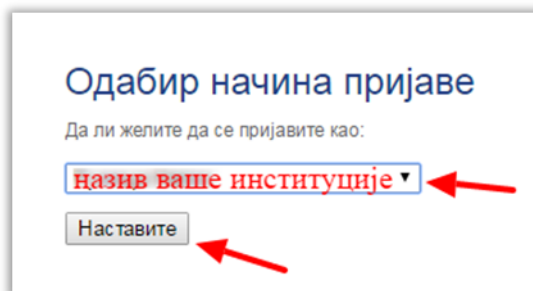 Одабир начина пријаве
Да ли желите да се пријавите као:
назив ваше институције
Наставите